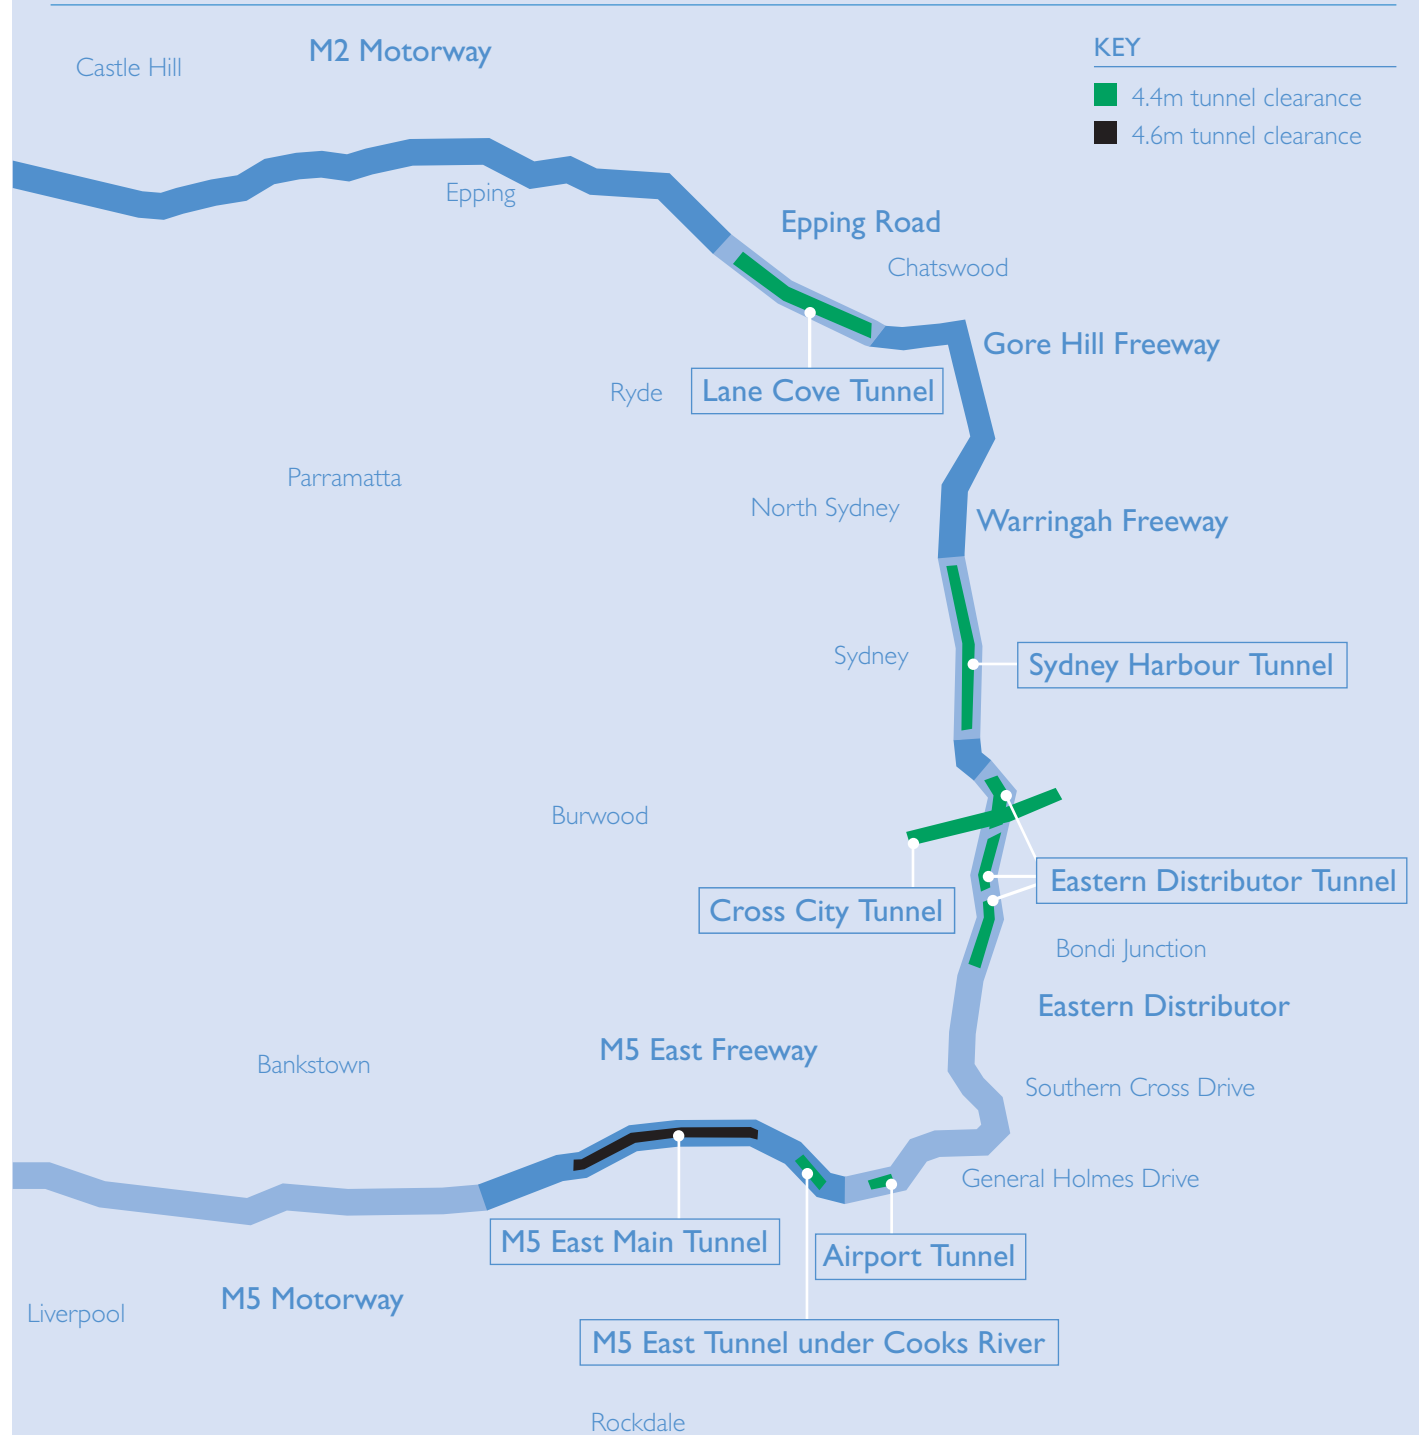 M2 Motorway
Castle Hill
KEY
4.4m tunnel clearance
4.6m tunnel clearance
Epping
Epping Road
Chatswood
Gore Hill Freeway
Ryde
Lane Cove Tunnel
Parramatta
North Sydney
Warringah Freeway
Sydney
Sydney Harbour Tunnel
Burwood
Eastern Distributor Tunnel
Cross City Tunnel
Bondi Junction
Eastern Distributor
M5 East Freeway
Bankstown
Southern Cross Drive
General Holmes Drive
M5 East Main Tunnel
Airport Tunnel
M5 Motorway
Liverpool
M5 East Tunnel under Cooks River
Rockdale